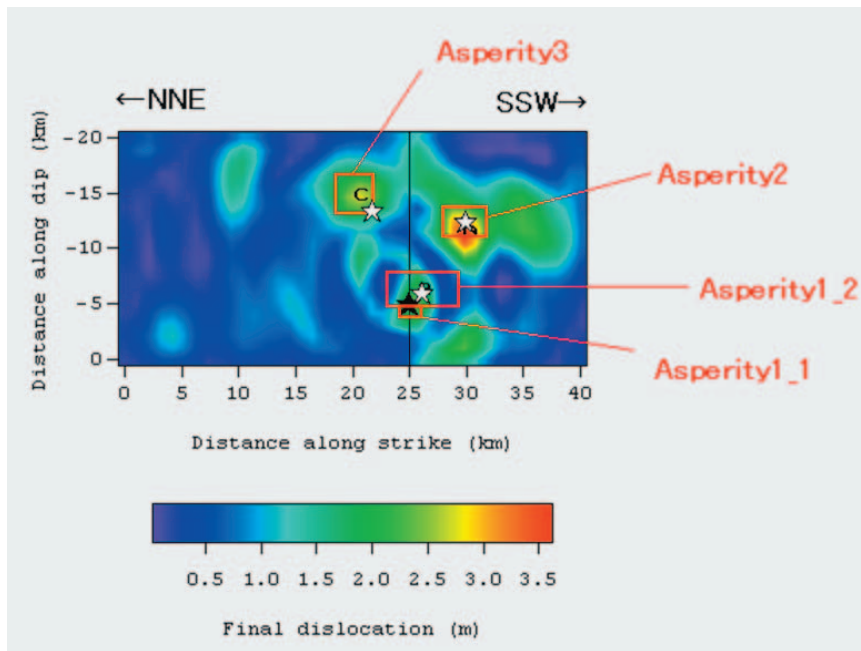 Asperity3
←NNE
SSW→
Asperity2
Asperity1_2
Asperity1_1
C
Distance along dip (km)
-20
-15
-10
-5
0
0 5 10 15 20 25 30 35 40
Distance along strike (km)
0.5 1.0 1.5 2.0 2.5 3.0 3.5
Final dislocation (m)